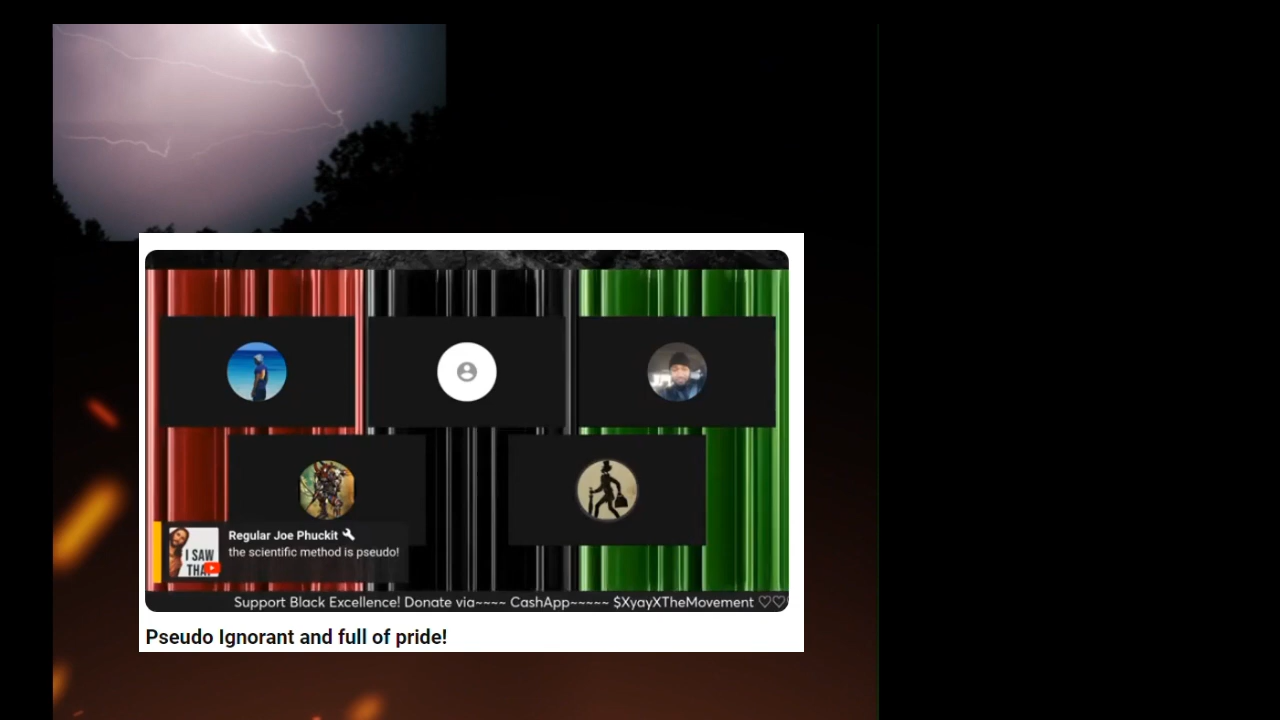 Regular Joe Phuckit
the scientific method is pseudo!
I SAW
THAT
Support Black Excellence! Donate via~~~~ CashApp~~~~~ $XyayXTheMovement ♡♡
Pseudo Ignorant and full of pride!